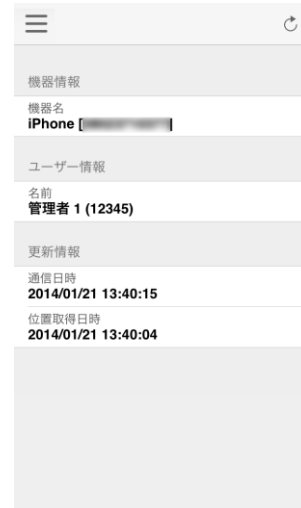 機器情報
機器名
iPhone [
ユーザー情報
名前
管理者 1 (12345)
更新情報
通信日時
2014/01/21 13:40:15
位置取得日時
2014/01/21 13:40:04